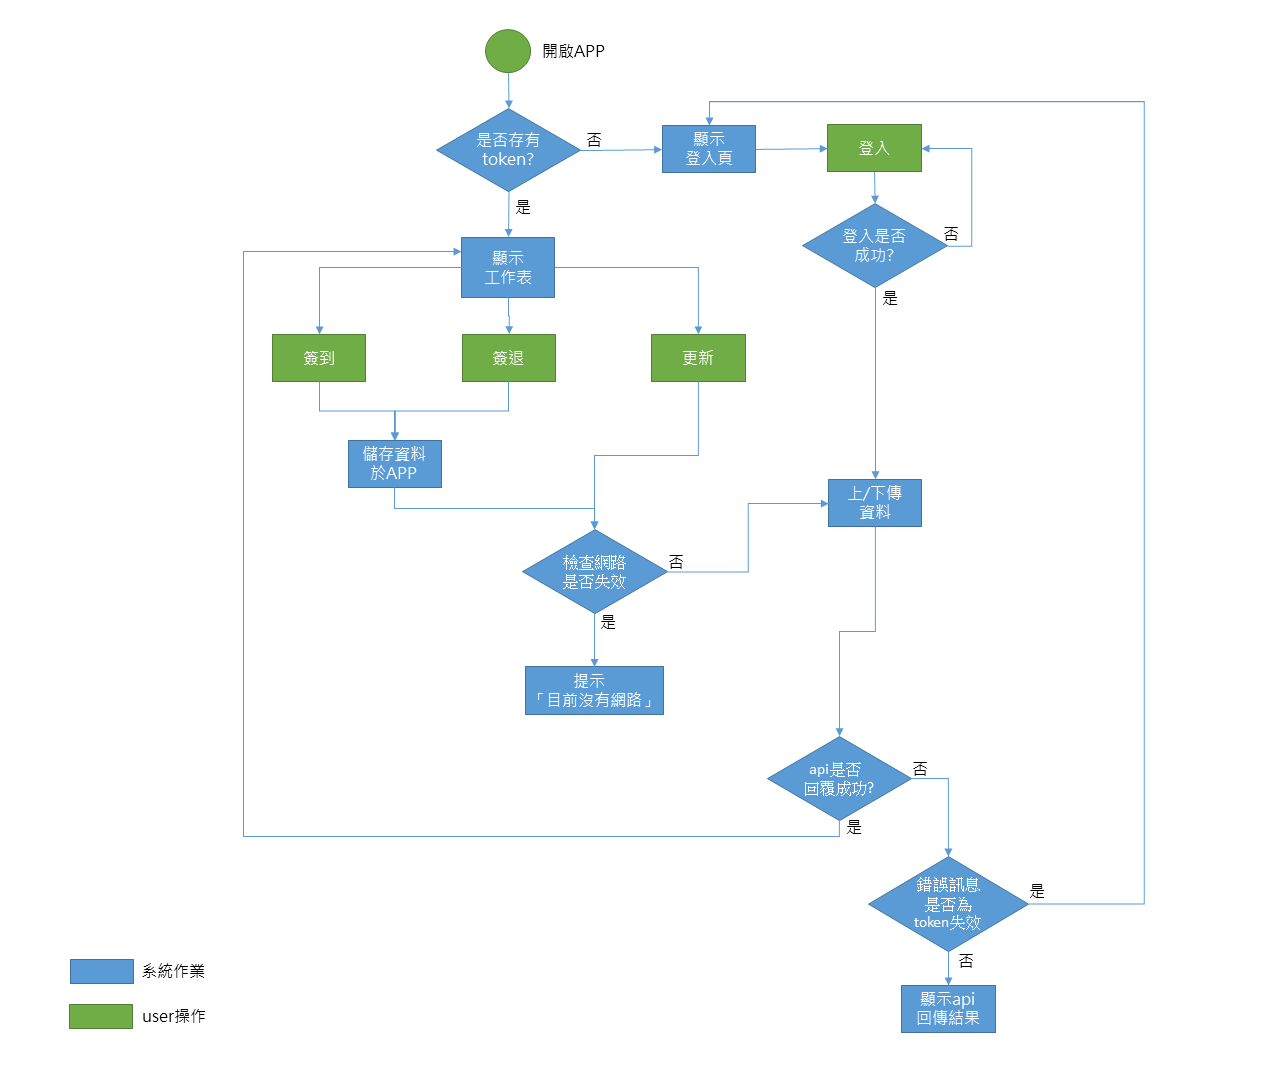 開啟APP
是否存有
token?
否
顯示
登入頁
登入
是
登入是否
成功?
否
是
顯示
工作表
簽到
簽退
更新
儲存資料
於APP
上/下傳
資料
檢查網路
是否失效
否
是
提示
「目前沒有網路」
api是否
回覆成功?
否
是
錯誤訊息
是否為
token失效
是
否
顯示api
回傳結果
系統作業
user操作